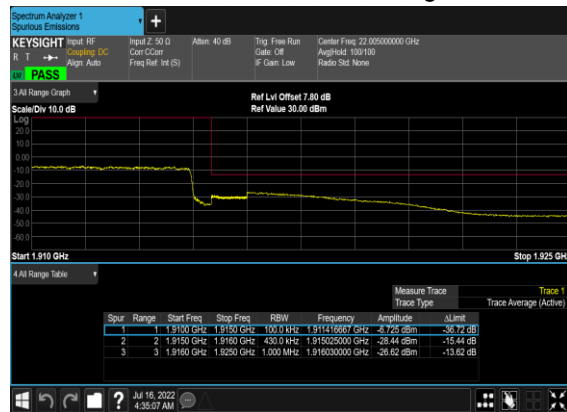 Spectrum Analyzer 1
Spurious Emissions
KEYSIGHT Input: RF Input Z: 50 Ω Atten: 40 dB Trig: Free Run Center Freq: 22.005000000 GHz
R T Coupling: DC Corr CCorr Gate: Off Avg|Hold: 100/100
Align: Auto Freq Ref: Int (S) IF Gain: Low Radio Std: None
PASS
3 All Range Graph
Ref Lvl Offset 7.80 dB
Scale/Div 10.0 dB Ref Value 30.00 dBm
Log
20.0
10.0
0.00
-10.0
-20.0
-30.0
-40.0
-50.0
-60.0
Start 1.910 GHz Stop 1.925 GH
4 All Range Table
Measure Trace Trace 1
Trace Type Trace Average (Active)
Spur Range Start Freq Stop Freq RBW Frequency Amplitude ΔLimit
1 1 1.9100 GHz 1.9150 GHz 100.0 kHz 1.911416667 GHz -6.725 dBm -36.72 dB
2 2 1.9150 GHz 1.9160 GHz 430.0 kHz 1.915025000 GHz -28.44 dBm -15.44 dB
3 3 1.9160 GHz 1.9250 GHz 1.000 MHz 1.916030000 GHz -26.62 dBm -13.62 dB
? Jul 16, 2022
4:35:07 AM